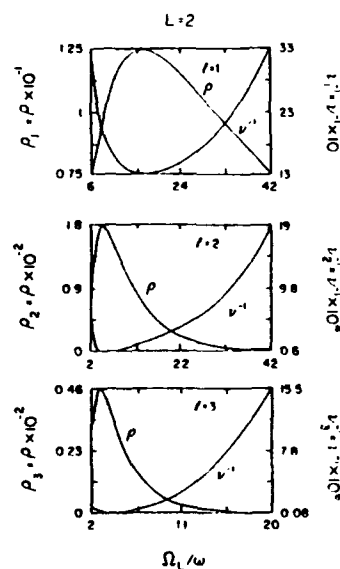 L=2
1.25
1
0.75
ρ₁ = ρ×10⁻¹
ℓ=1
ρ
ν⁻¹
33
23
13
6
24
42
1.8
0.9
0
ρ₂ = ρ×10⁻²
ℓ=2
ρ
ν⁻¹
19
9.8
0.6
2
22
42
0.46
0.23
0
ρ₃ = ρ×10⁻²
ℓ=3
ρ
ν⁻¹
15.5
7.8
0.06
2
11
20
Ω_L/ω